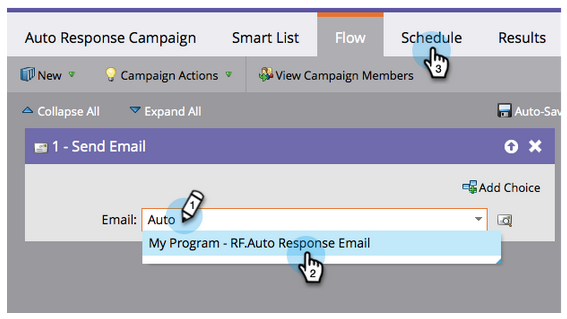 Auto Response Campaign Smart List Flow Schedule Results
3
New Campaign Actions View Campaign Members
Collapse All Expand All Auto-Sav
1 - Send Email
Add Choice
1
Email: Auto
My Program - RF.Auto Response Email
2